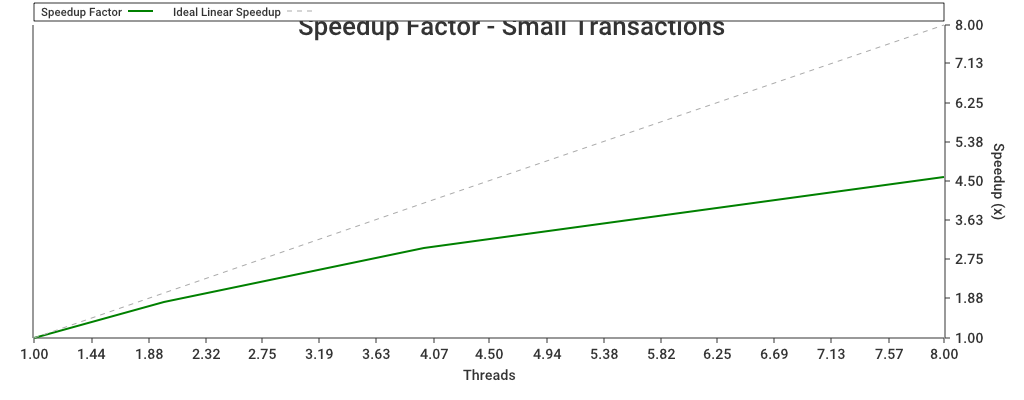 Speedup Factor Ideal Linear Speedup
Speedup Factor - Small Transactions
8.00
7.13
6.25
5.38
4.50
3.63
2.75
1.88
1.00
Speedup (x)
1.00 1.44 1.88 2.32 2.75 3.19 3.63 4.07 4.50 4.94 5.38 5.82 6.25 6.69 7.13 7.57 8.00
Threads